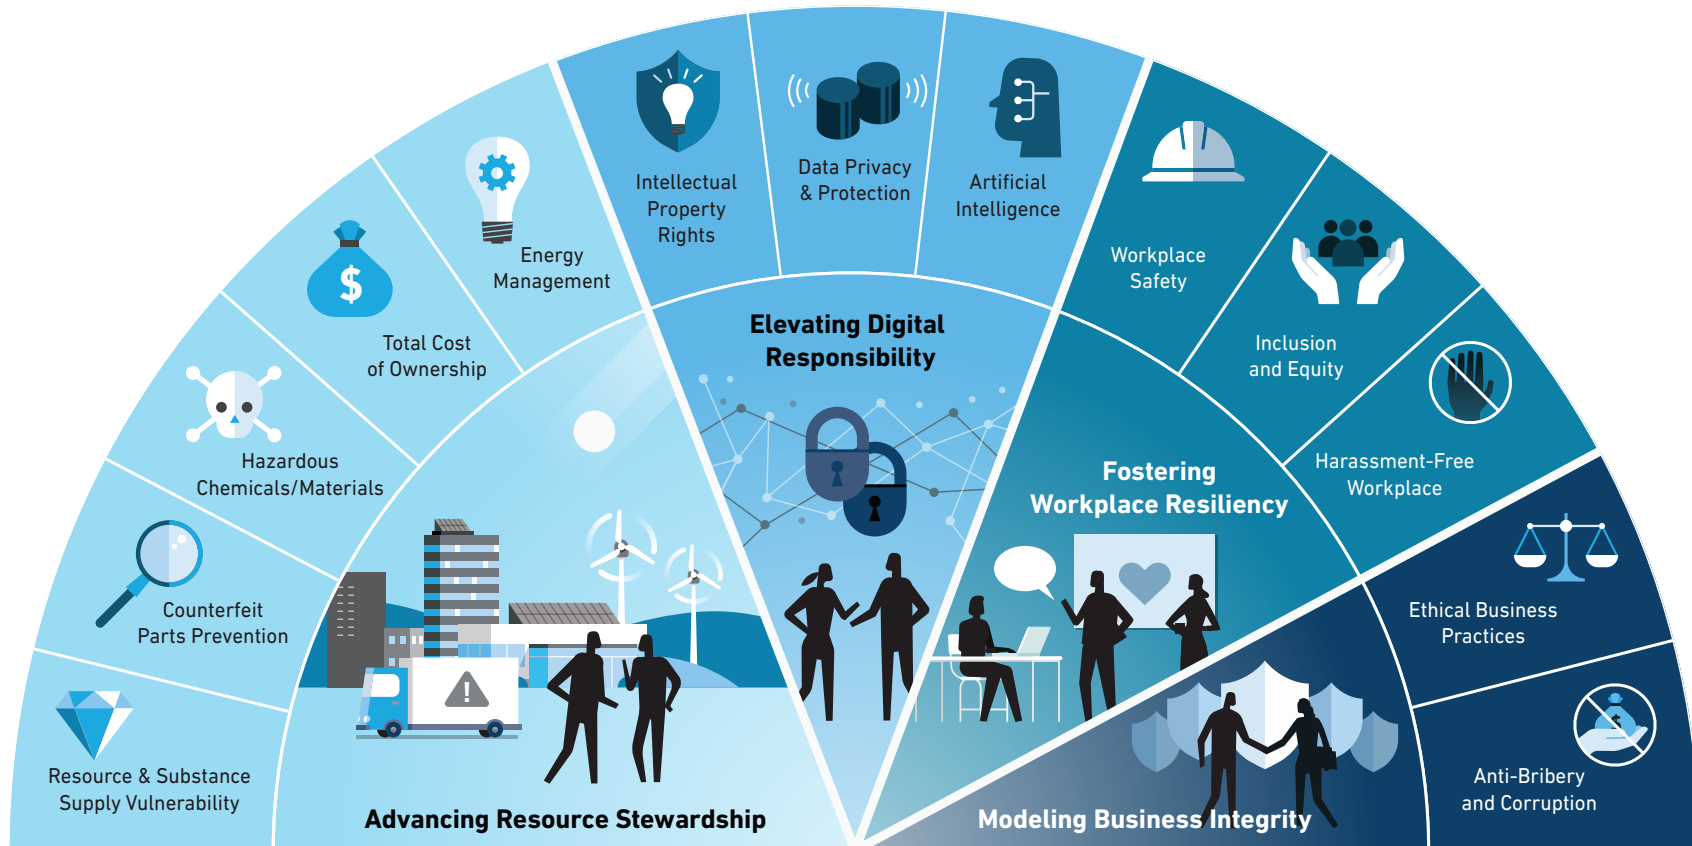 Resource & Substance
Supply Vulnerability
Counterfeit
Parts Prevention
Hazardous
Chemicals/Materials
$
Total Cost
of Ownership
Energy
Management
!
Advancing Resource Stewardship
Intellectual
Property
Rights
Data Privacy
& Protection
Artificial
Intelligence
Elevating Digital
Responsibility
Workplace
Safety
Inclusion
and Equity
Harassment-Free
Workplace
Fostering
Workplace Resiliency
Ethical Business
Practices
$
Anti-Bribery
and Corruption
Modeling Business Integrity